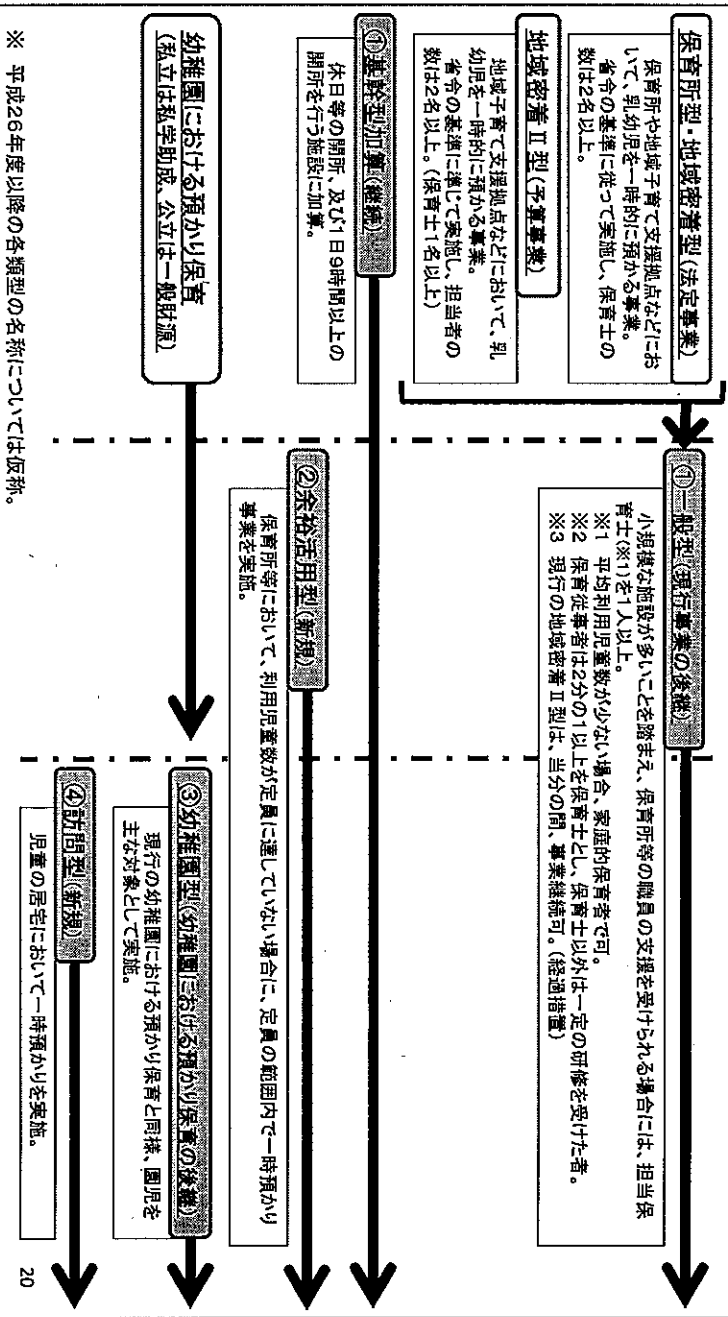 保育所型・地域密着型(法定事業)
保育所や地域子育て支援拠点などにお
いて、乳幼児を一時的に預かる事業。
省令の基準に従って実施し、保育士の
数は2名以上。
地域密着Ⅱ型(予算事業)
地域子育て支援拠点などにおいて、乳
幼児を一時的に預かる事業。
省令の基準に準じて実施し、担当者の
数は2名以上。(保育士1名以上)
①基幹型加算(継続)
休日等の開所、及び1日9時間以上の
開所を行う施設に加算。
幼稚園における預かり保育
(私立は私学助成、公立は一般財源)
①一般型(現行事業の後継)
小規模な施設が多いことを踏まえ、保育所等の職員の支援を受けられる場合には、担当保
育士(※1)を1人以上。
※1 平均利用児童数が少ない場合、家庭的保育者で可。
※2 保育従事者は2分の1以上を保育士とし、保育士以外は一定の研修を受けた者。
※3 現行の地域密着Ⅱ型は、当分の間、事業継続可。(経過措置)
②余裕活用型(新規)
保育所等において、利用児童数が定員に達していない場合に、定員の範囲内で一時預かり
事業を実施。
③幼稚園型(幼稚園における預かり保育の後継)
現行の幼稚園における預かり保育と同様、園児を
主な対象として実施。
④訪問型(新規)
児童の居宅において一時預かりを実施。
※ 平成26年度以降の各類型の名称については仮称。
20